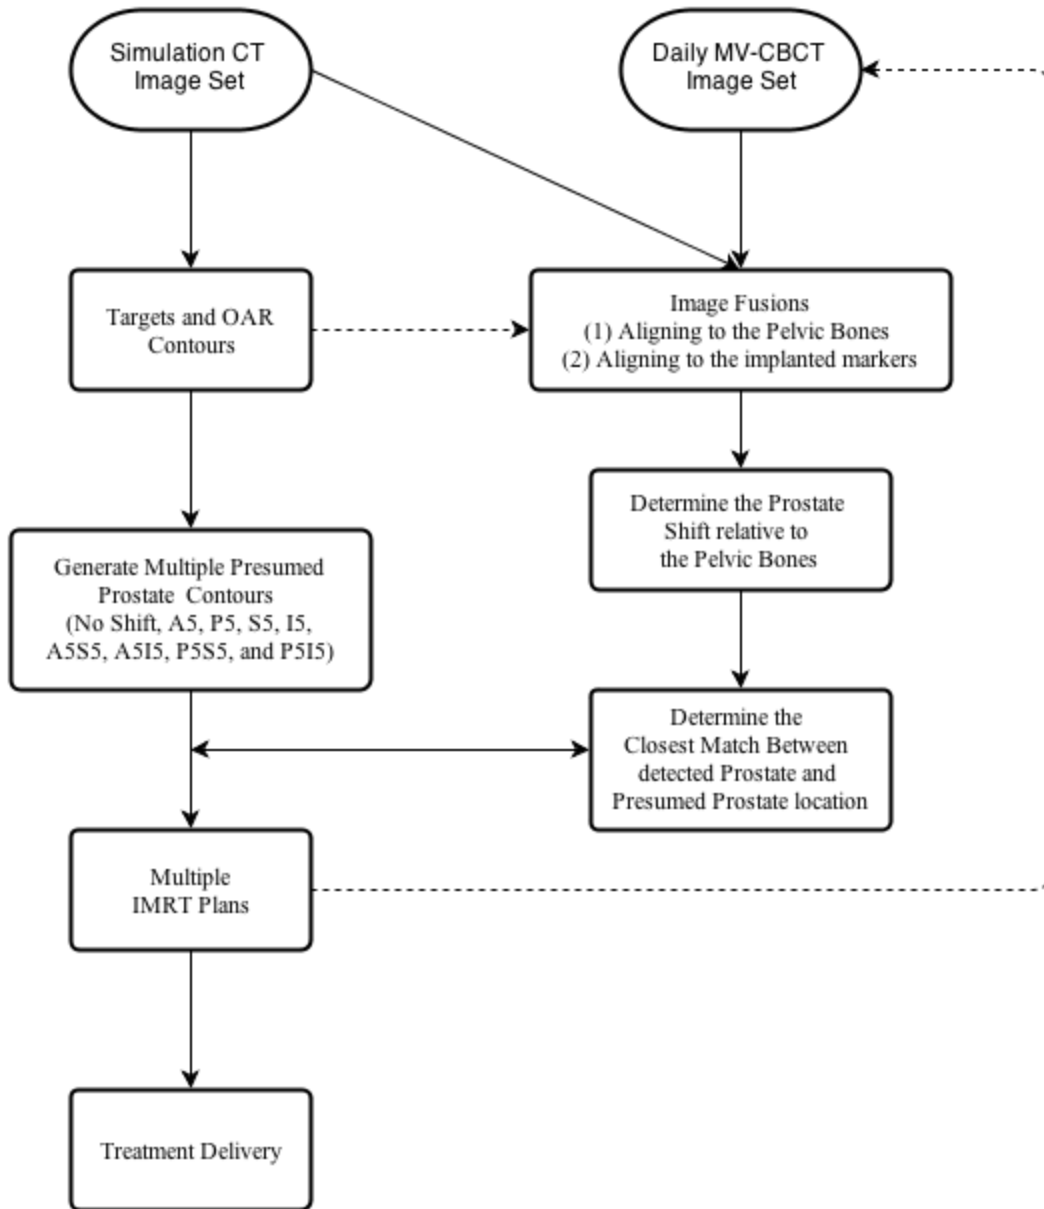 Simulation CT
Image Set
Daily MV-CBCT
Image Set
Targets and OAR
Contours
Image Fusions
(1) Aligning to the Pelvic Bones
(2) Aligning to the implanted markers
Determine the Prostate
Shift relative to
the Pelvic Bones
Generate Multiple Presumed
Prostate Contours
(No Shift, A5, P5, S5, I5,
A5S5, A5I5, P5S5, and P5I5)
Determine the
Closest Match Between
detected Prostate and
Presumed Prostate location
Multiple
IMRT Plans
Treatment Delivery